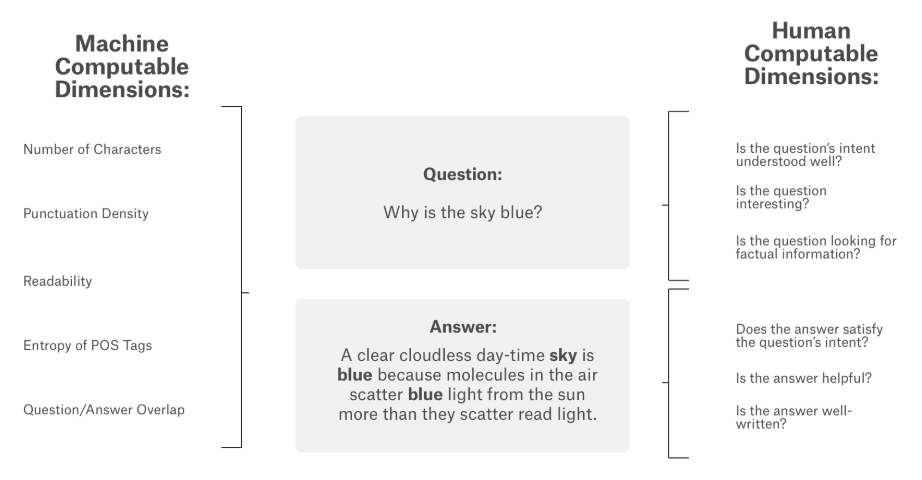 Machine
Computable
Dimensions:
Number of Characters
Punctuation Density
Readability
Entropy of POS Tags
Question/Answer Overlap
Question:
Why is the sky blue?
Answer:
A clear cloudless day-time sky is
blue because molecules in the air
scatter blue light from the sun
more than they scatter read light.
Human
Computable
Dimensions:
Is the question's intent
understood well?
Is the question
interesting?
Is the question looking for
factual information?
Does the answer satisfy
the question's intent?
Is the answer helpful?
Is the answer well-
written?